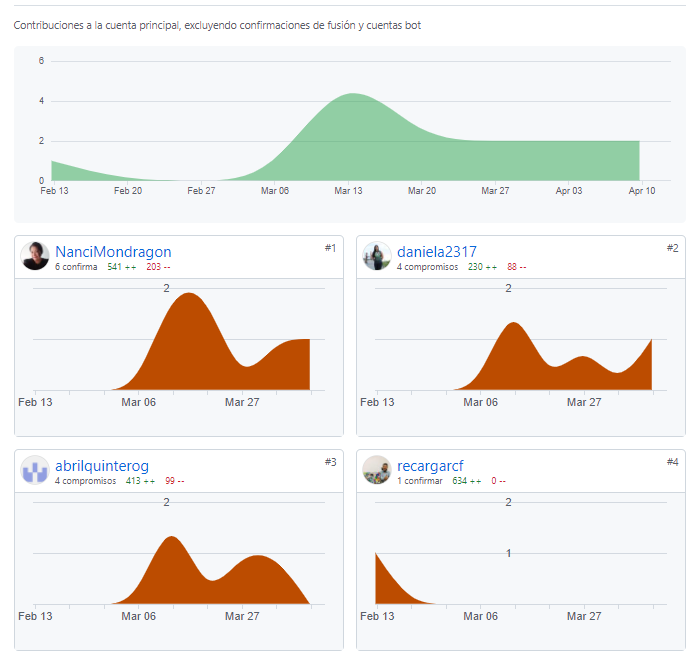 Contribuciones a la cuenta principal, excluyendo confirmaciones de fusión y cuentas bot
6
4
2
0
Feb 13 Feb 20 Feb 27 Mar 06 Mar 13 Mar 20 Mar 27 Apr 03 Apr 10
NanciMondragon #1
6 confirma 541 ++ 203 --
2
Feb 13 Mar 06 Mar 27
daniela2317 #2
4 compromisos 230 ++ 88 --
2
Feb 13 Mar 06 Mar 27
abrilquinterog #3
4 compromisos 413 ++ 99 --
2
Feb 13 Mar 06 Mar 27
recargarcf #4
1 confirmar 634 ++ 0 --
2
1
Feb 13 Mar 06 Mar 27